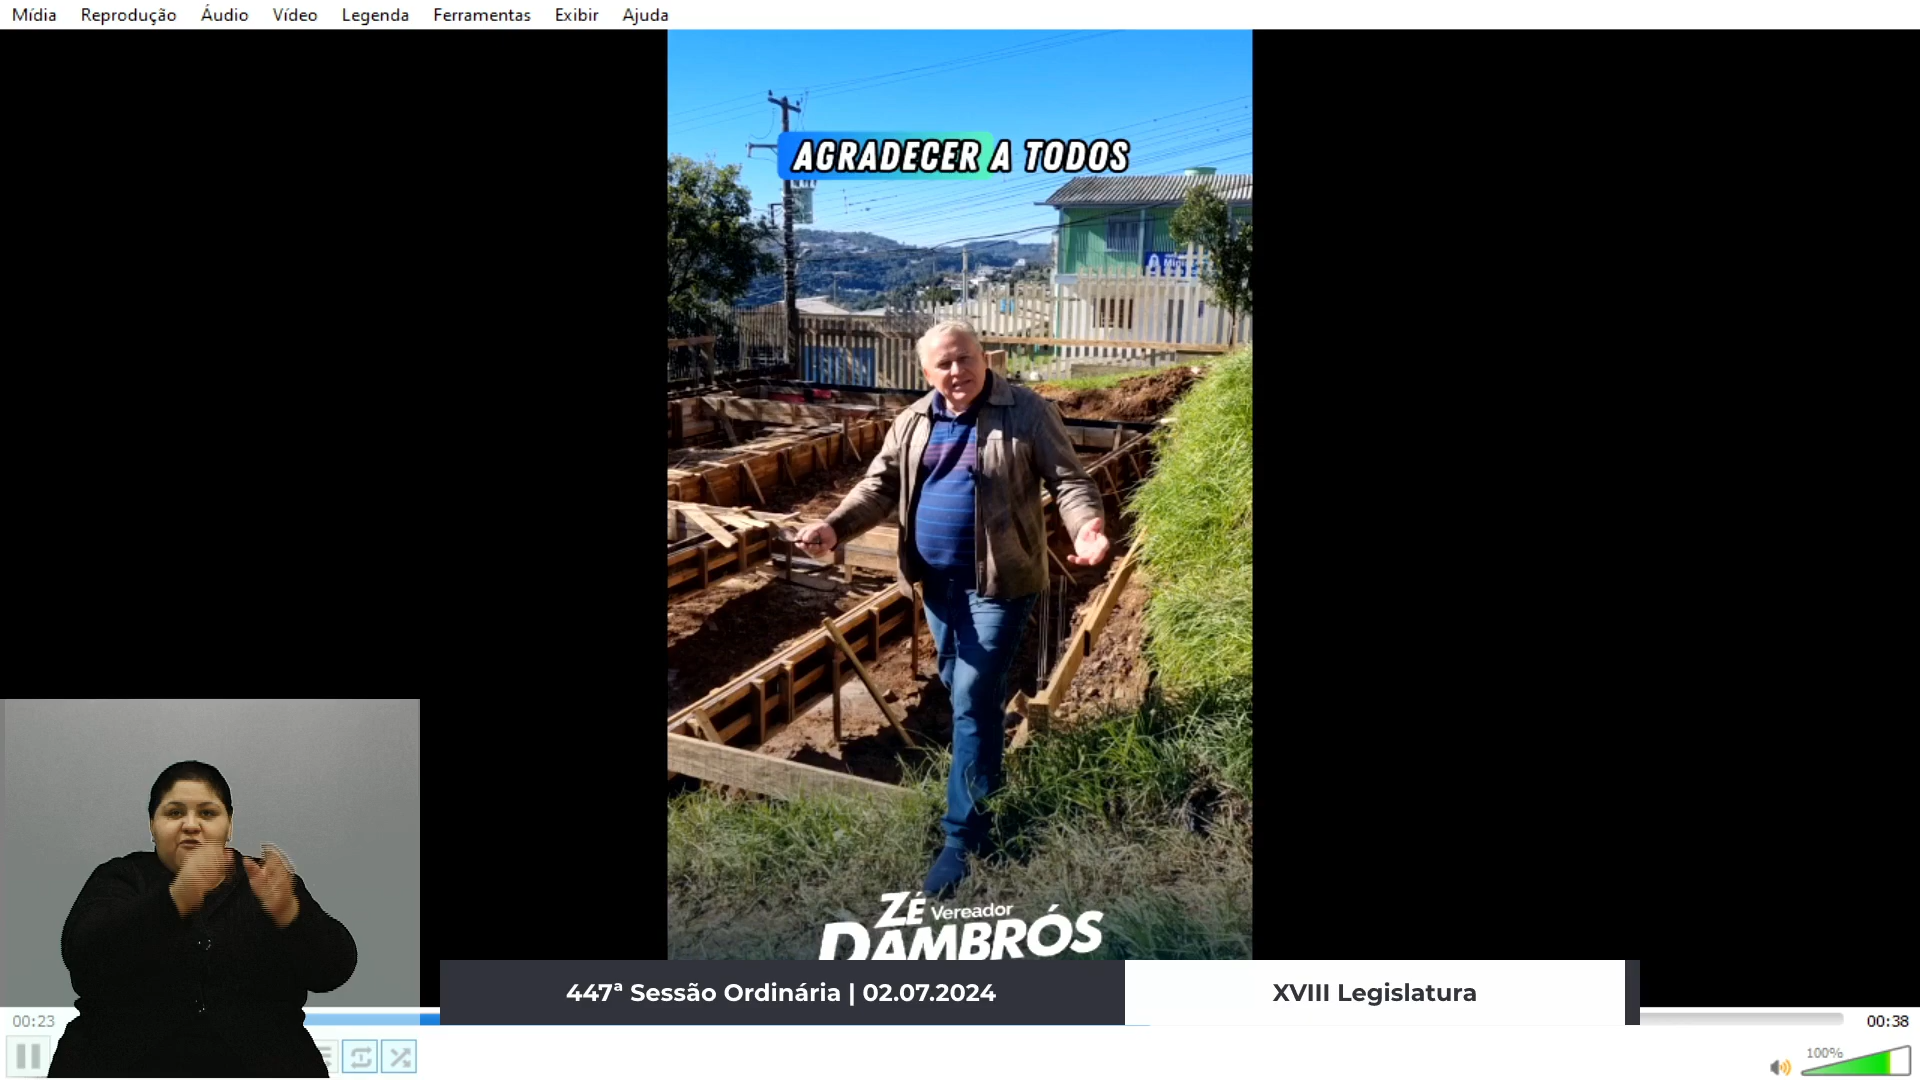 Mídia Reprodução Áudio Vídeo Legenda Ferramentas Exibir Ajuda
AGRADECER A TODOS
ZÉ Vereador
DAMBRÓS
447ª Sessão Ordinária | 02.07.2024
XVIII Legislatura
00:23
00:38
100%